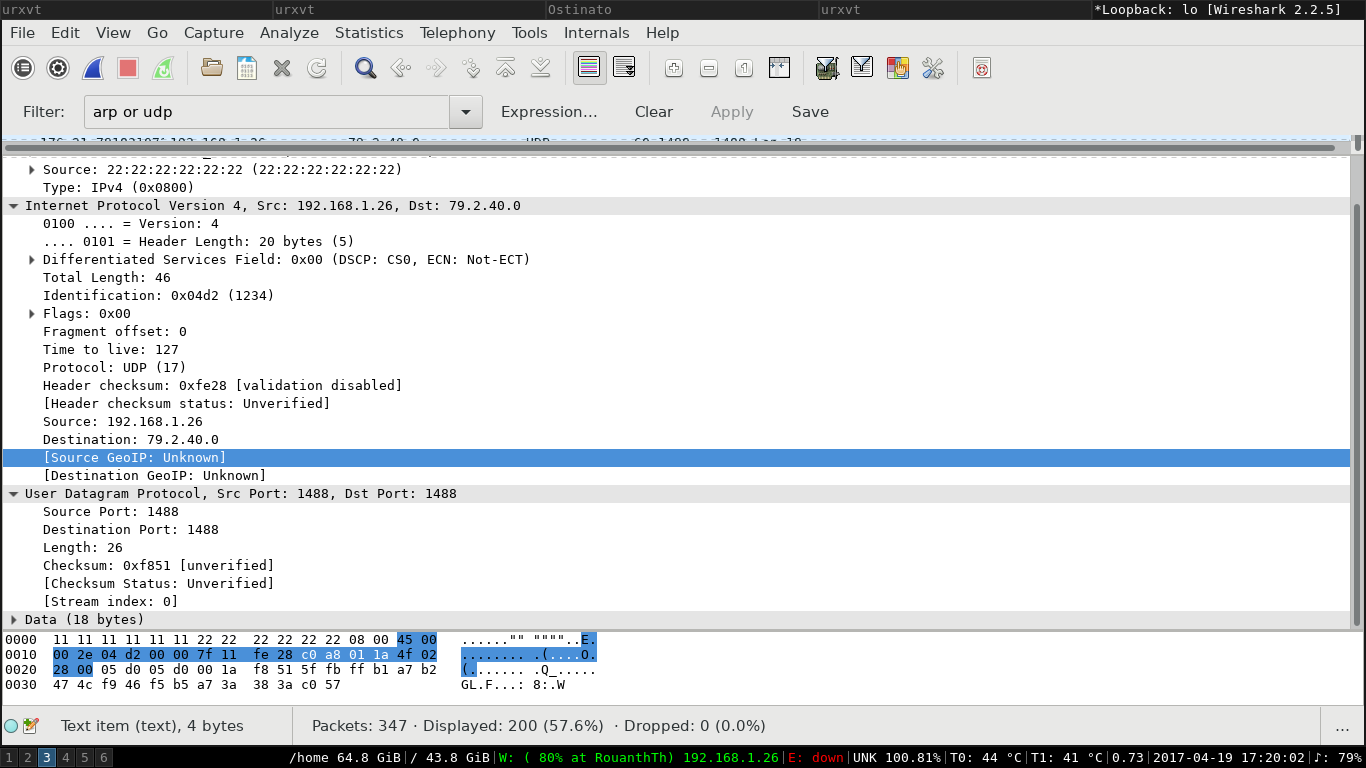 urxvt urxvt Ostinato urxvt *Loopback: lo [Wireshark 2.2.5]
File Edit View Go Capture Analyze Statistics Telephony Tools Internals Help
Filter: arp or udp Expression... Clear Apply Save
Source: 22:22:22:22:22:22 (22:22:22:22:22:22)
Type: IPv4 (0x0800)
Internet Protocol Version 4, Src: 192.168.1.26, Dst: 79.2.40.0
0100 .... = Version: 4
.... 0101 = Header Length: 20 bytes (5)
Differentiated Services Field: 0x00 (DSCP: CS0, ECN: Not-ECT)
Total Length: 46
Identification: 0x04d2 (1234)
Flags: 0x00
Fragment offset: 0
Time to live: 127
Protocol: UDP (17)
Header checksum: 0xfe28 [validation disabled]
[Header checksum status: Unverified]
Source: 192.168.1.26
Destination: 79.2.40.0
[Source GeoIP: Unknown]
[Destination GeoIP: Unknown]
User Datagram Protocol, Src Port: 1488, Dst Port: 1488
Source Port: 1488
Destination Port: 1488
Length: 26
Checksum: 0xf851 [unverified]
[Checksum Status: Unverified]
[Stream index: 0]
Data (18 bytes)
0000 11 11 11 11 11 11 22 22 22 22 22 22 08 00 45 00 ......"" """"..E.
0010 00 2e 04 d2 00 00 7f 11 fe 28 c0 a8 01 1a 4f 02 ........ .(....O.
0020 28 00 05 d0 05 d0 00 1a f8 51 5f fb ff b1 a7 b2 (....... .Q_.....
0030 47 4c f9 46 f5 b5 a7 3a 38 3a c0 57 GL.F...: 8:.W
Text item (text), 4 bytes Packets: 347 · Displayed: 200 (57.6%) · Dropped: 0 (0.0%) ...
1 2 3 4 5 6 /home 64.8 GiB|/ 43.8 GiB|W: ( 80% at RouanthTh) 192.168.1.26|E: down|UNK 100.81%|T0: 44 °C|T1: 41 °C|0.73|2017-04-19 17:20:02|♪: 79%